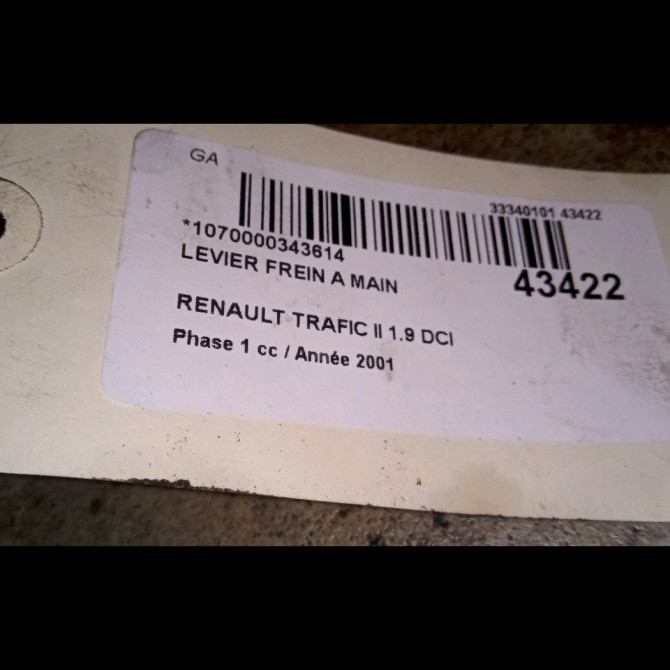 GA
33340101 43422
*1070000343614
LEVIER FREIN A MAIN
43422
RENAULT TRAFIC II 1.9 DCI
Phase 1 cc / Année 2001